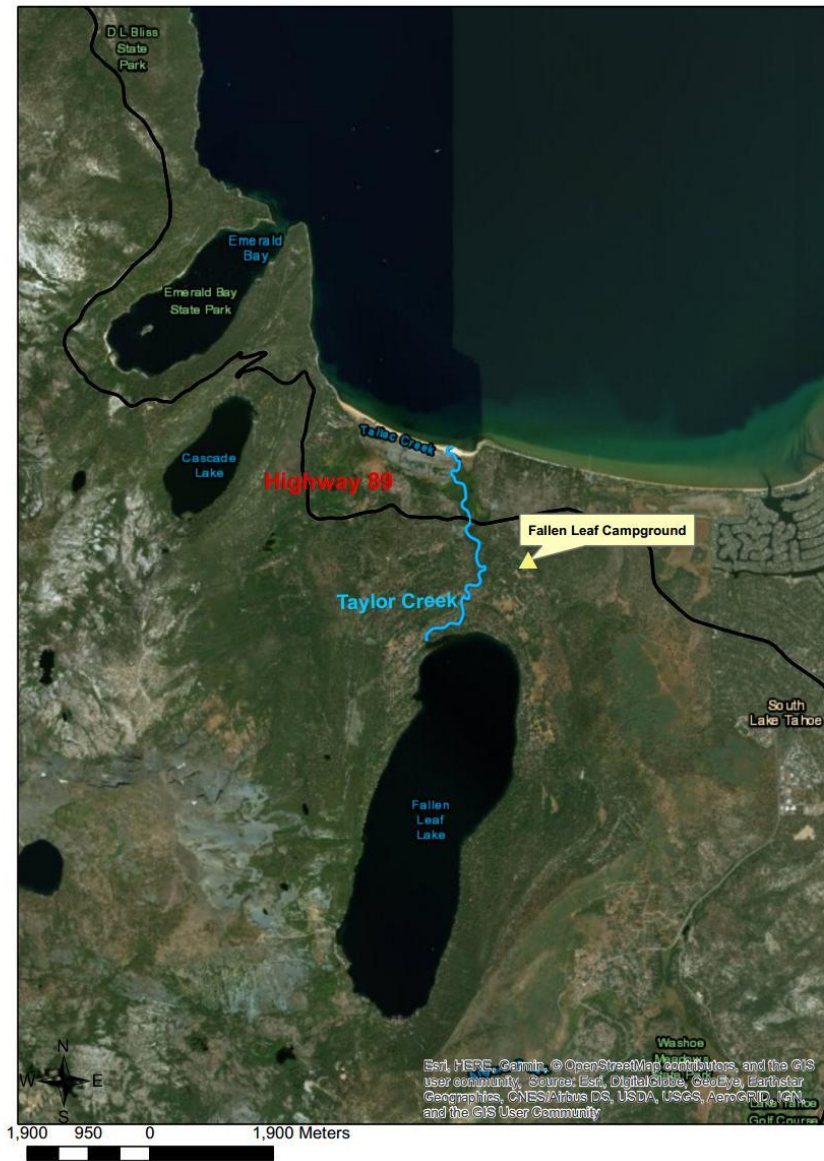 D L Bliss
State
Park
Emerald
Bay
Emerald Bay
State Park
Tallac Creek
Cascade
Lake
Highway 89
Fallen Leaf Campground
Taylor Creek
South
Lake Tahoe
Fallen
Leaf
Lake
N
W E
S
Washoe
Meadows
State Park
Lake Tahoe
Golf Course
Esri, HERE, Garmin, © OpenStreetMap contributors, and the GIS
user community, Source: Esri, DigitalGlobe, GeoEye, Earthstar
Geographics, CNES/Airbus DS, USDA, USGS, AeroGRID, IGN,
and the GIS User Community
1,900 950 0 1,900 Meters